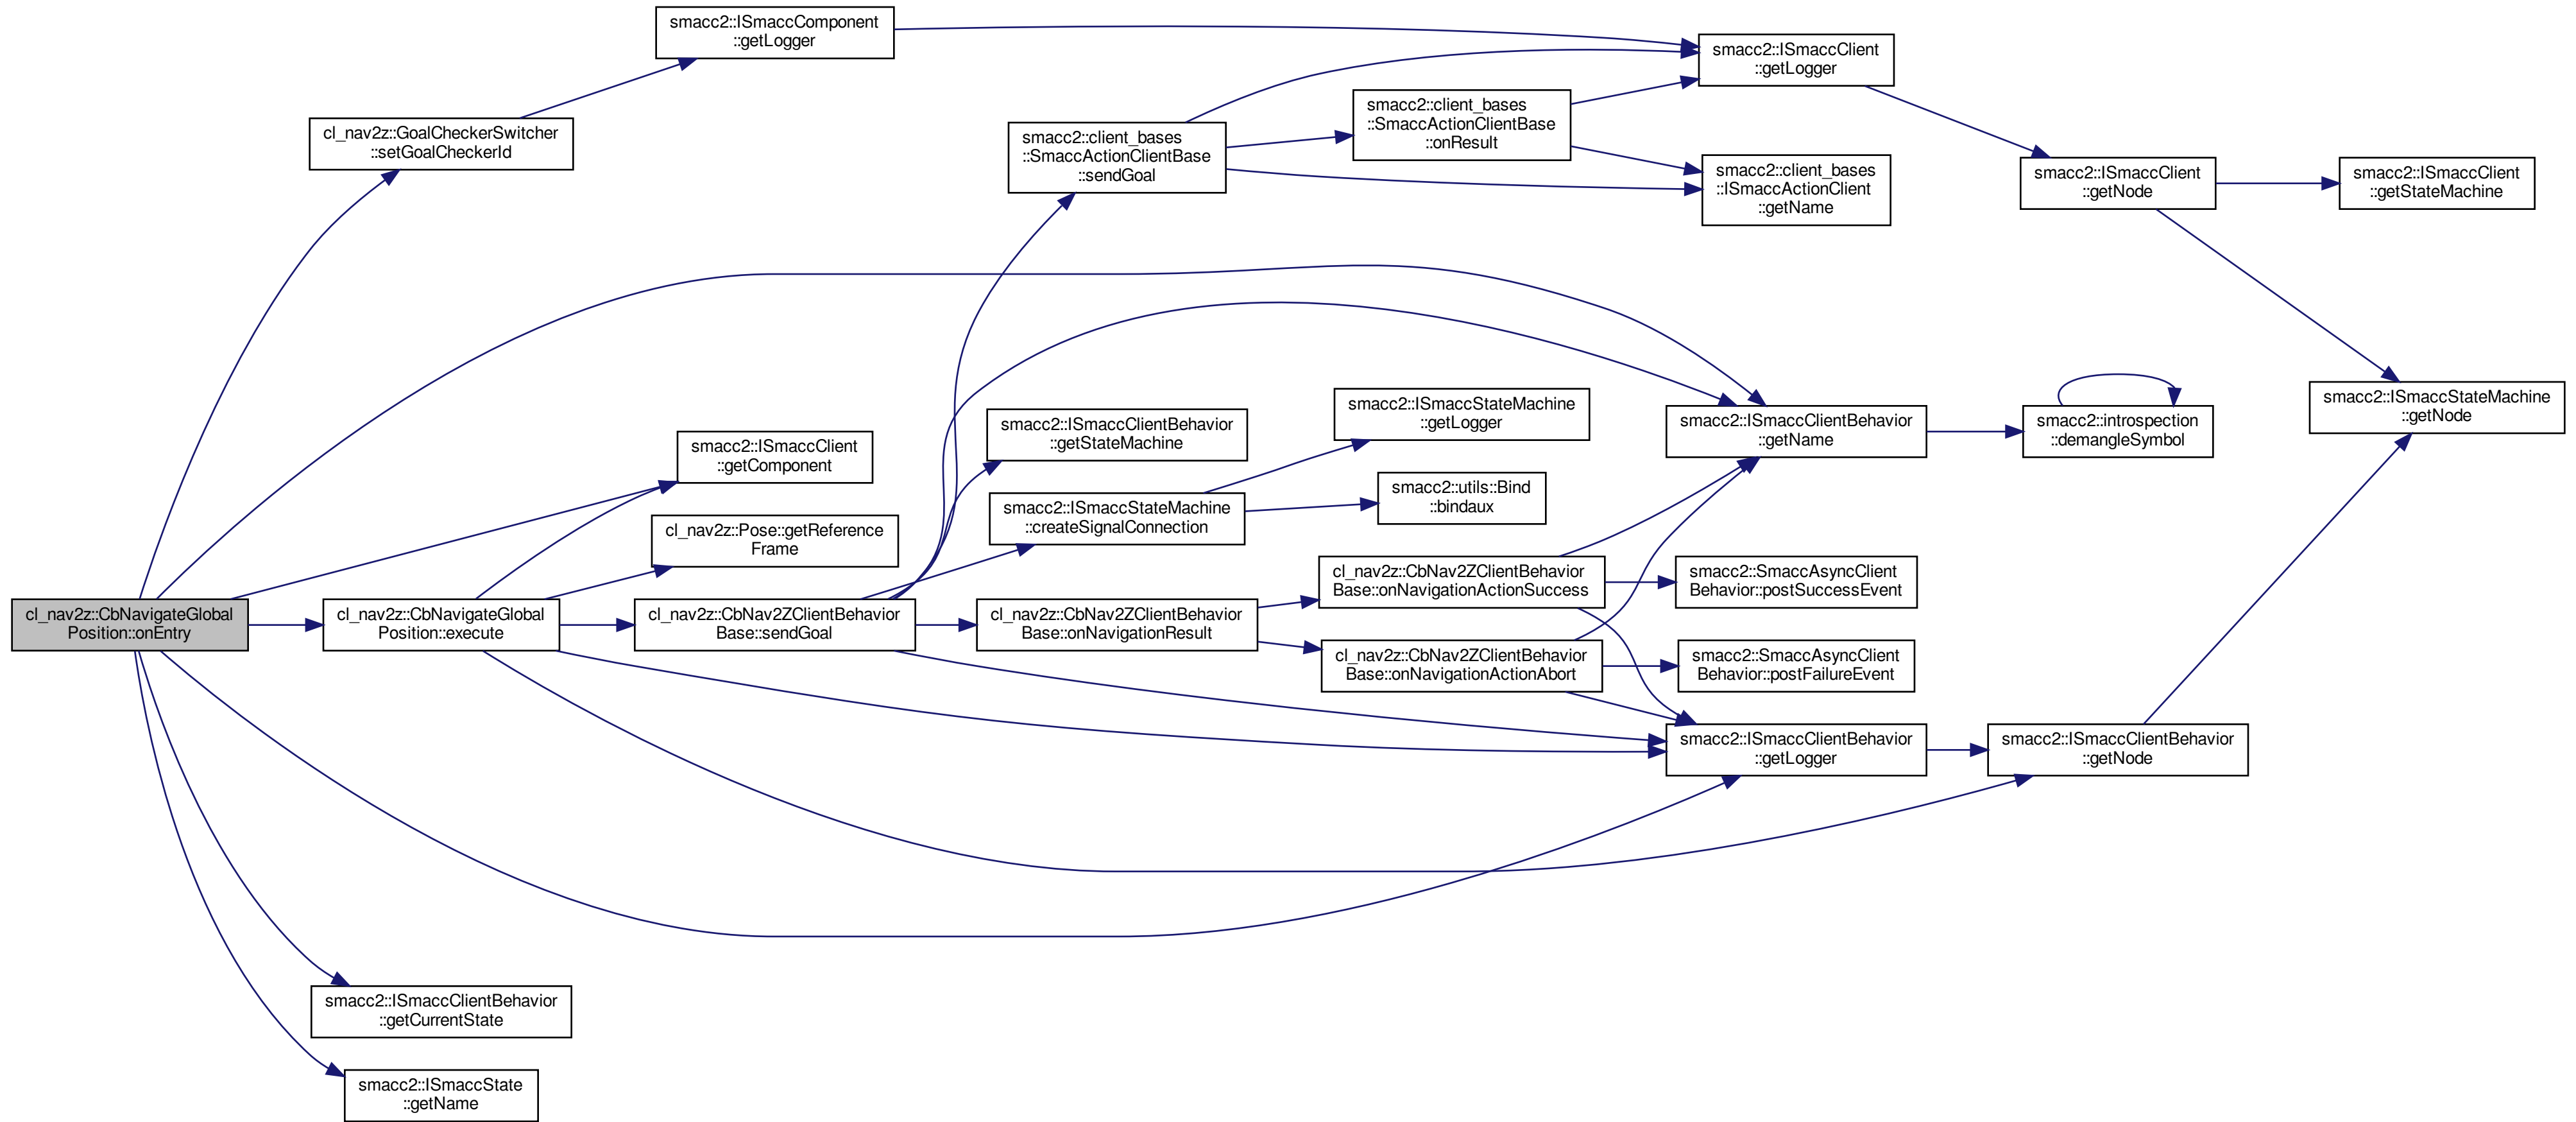 smacc2::ISmaccComponent
::getLogger
smacc2::ISmaccClient
::getLogger
cl_nav2z::GoalCheckerSwitcher
::setGoalCheckerId
smacc2::client_bases
::SmaccActionClientBase
::sendGoal
smacc2::client_bases
::SmaccActionClientBase
::onResult
smacc2::client_bases
::ISmaccActionClient
::getName
smacc2::ISmaccClient
::getNode
smacc2::ISmaccClient
::getStateMachine
smacc2::ISmaccClient
::getComponent
cl_nav2z::Pose::getReference
Frame
smacc2::ISmaccClientBehavior
::getStateMachine
smacc2::ISmaccStateMachine
::createSignalConnection
smacc2::ISmaccStateMachine
::getLogger
smacc2::utils::Bind
::bindaux
smacc2::ISmaccClientBehavior
::getName
smacc2::introspection
::demangleSymbol
smacc2::ISmaccStateMachine
::getNode
cl_nav2z::CbNavigateGlobal
Position::onEntry
cl_nav2z::CbNavigateGlobal
Position::execute
cl_nav2z::CbNav2ZClientBehavior
Base::sendGoal
cl_nav2z::CbNav2ZClientBehavior
Base::onNavigationResult
cl_nav2z::CbNav2ZClientBehavior
Base::onNavigationActionSuccess
smacc2::SmaccAsyncClient
Behavior::postSuccessEvent
cl_nav2z::CbNav2ZClientBehavior
Base::onNavigationActionAbort
smacc2::SmaccAsyncClient
Behavior::postFailureEvent
smacc2::ISmaccClientBehavior
::getLogger
smacc2::ISmaccClientBehavior
::getNode
smacc2::ISmaccClientBehavior
::getCurrentState
smacc2::ISmaccState
::getName